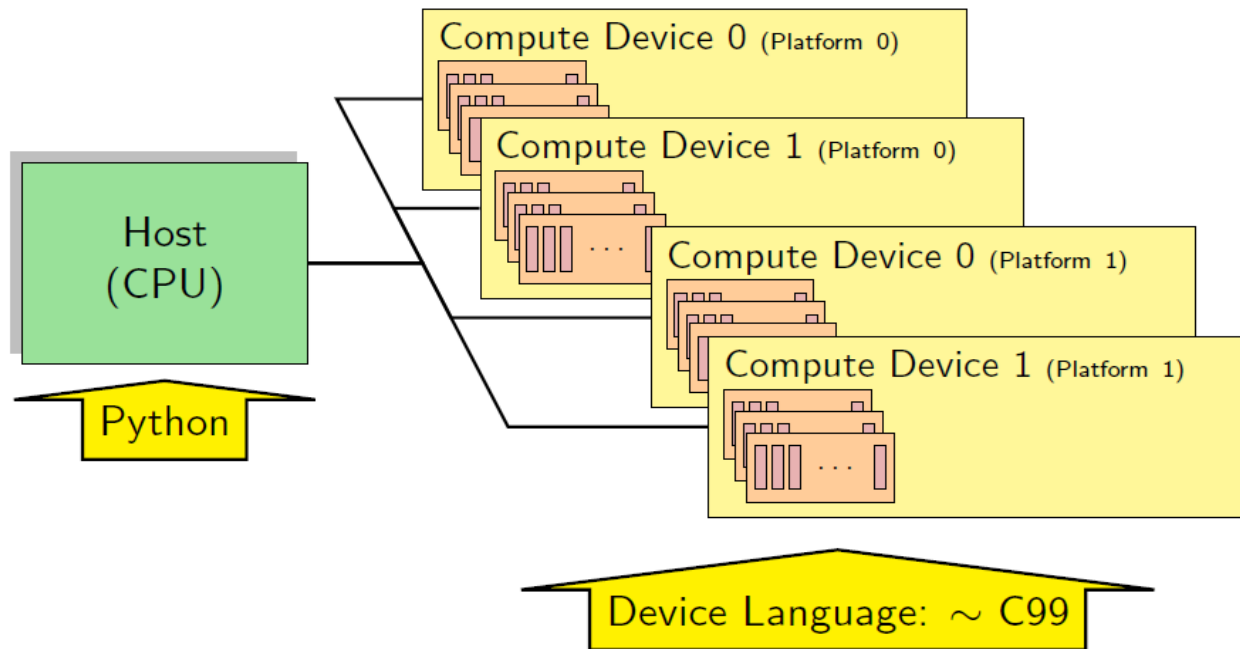 Compute Device 0 (Platform 0)
Compute Device 1 (Platform 0)
Host
(CPU)
Compute Device 0 (Platform 1)
Compute Device 1 (Platform 1)
· · ·
· · ·
Python
Device Language: ∼ C99